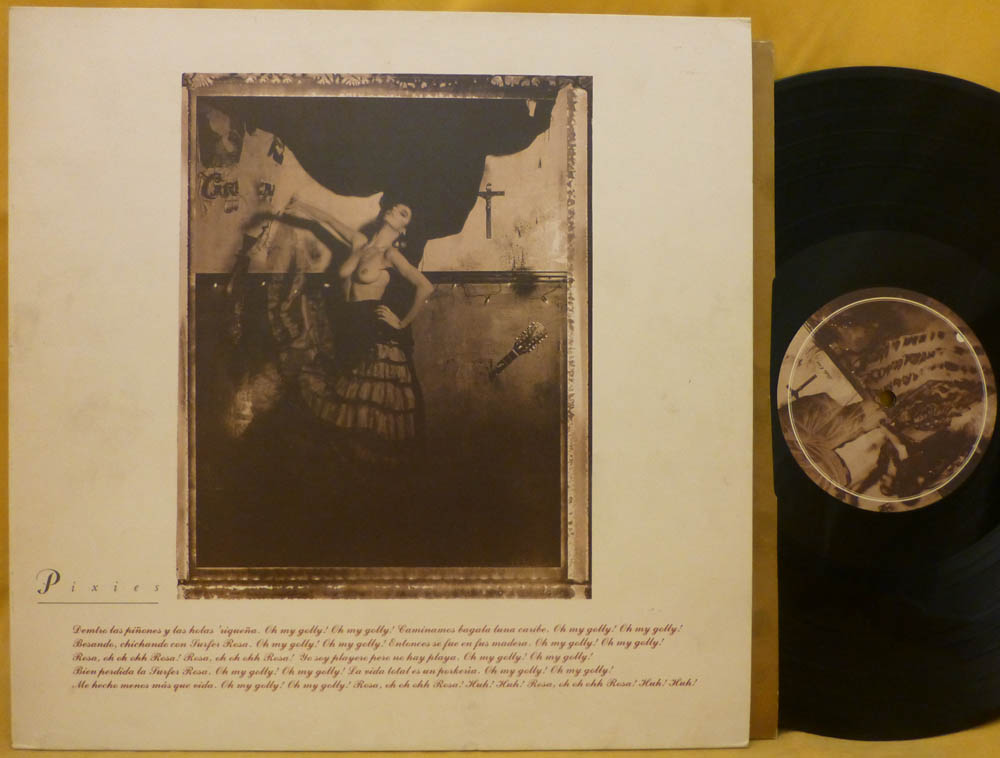 Pixies
Demtro las piñones y las holas 'rigueña. Oh my golly! Oh my golly! Caminamos bagala luna caribe. Oh my golly! Oh my golly!
Besando, chichando con Surfer Rosa. Oh my golly! Oh my golly! Entonces se fue en fus madera. Oh my golly! Oh my golly!
Rosa, oh oh ohh Rosa! Rosa, oh oh ohh Rosa! Yo soy playero pero no hay playa. Oh my golly! Oh my golly!
Bien perdida la Surfer Rosa. Oh my golly! Oh my golly! La vida total es un porkeria. Oh my golly! Oh my golly!
Me hecho menos más que vida. Oh my golly! Oh my golly! Rosa, oh oh ohh Rosa! Huh! Huh! Rosa, oh oh ohh Rosa! Huh! Huh!